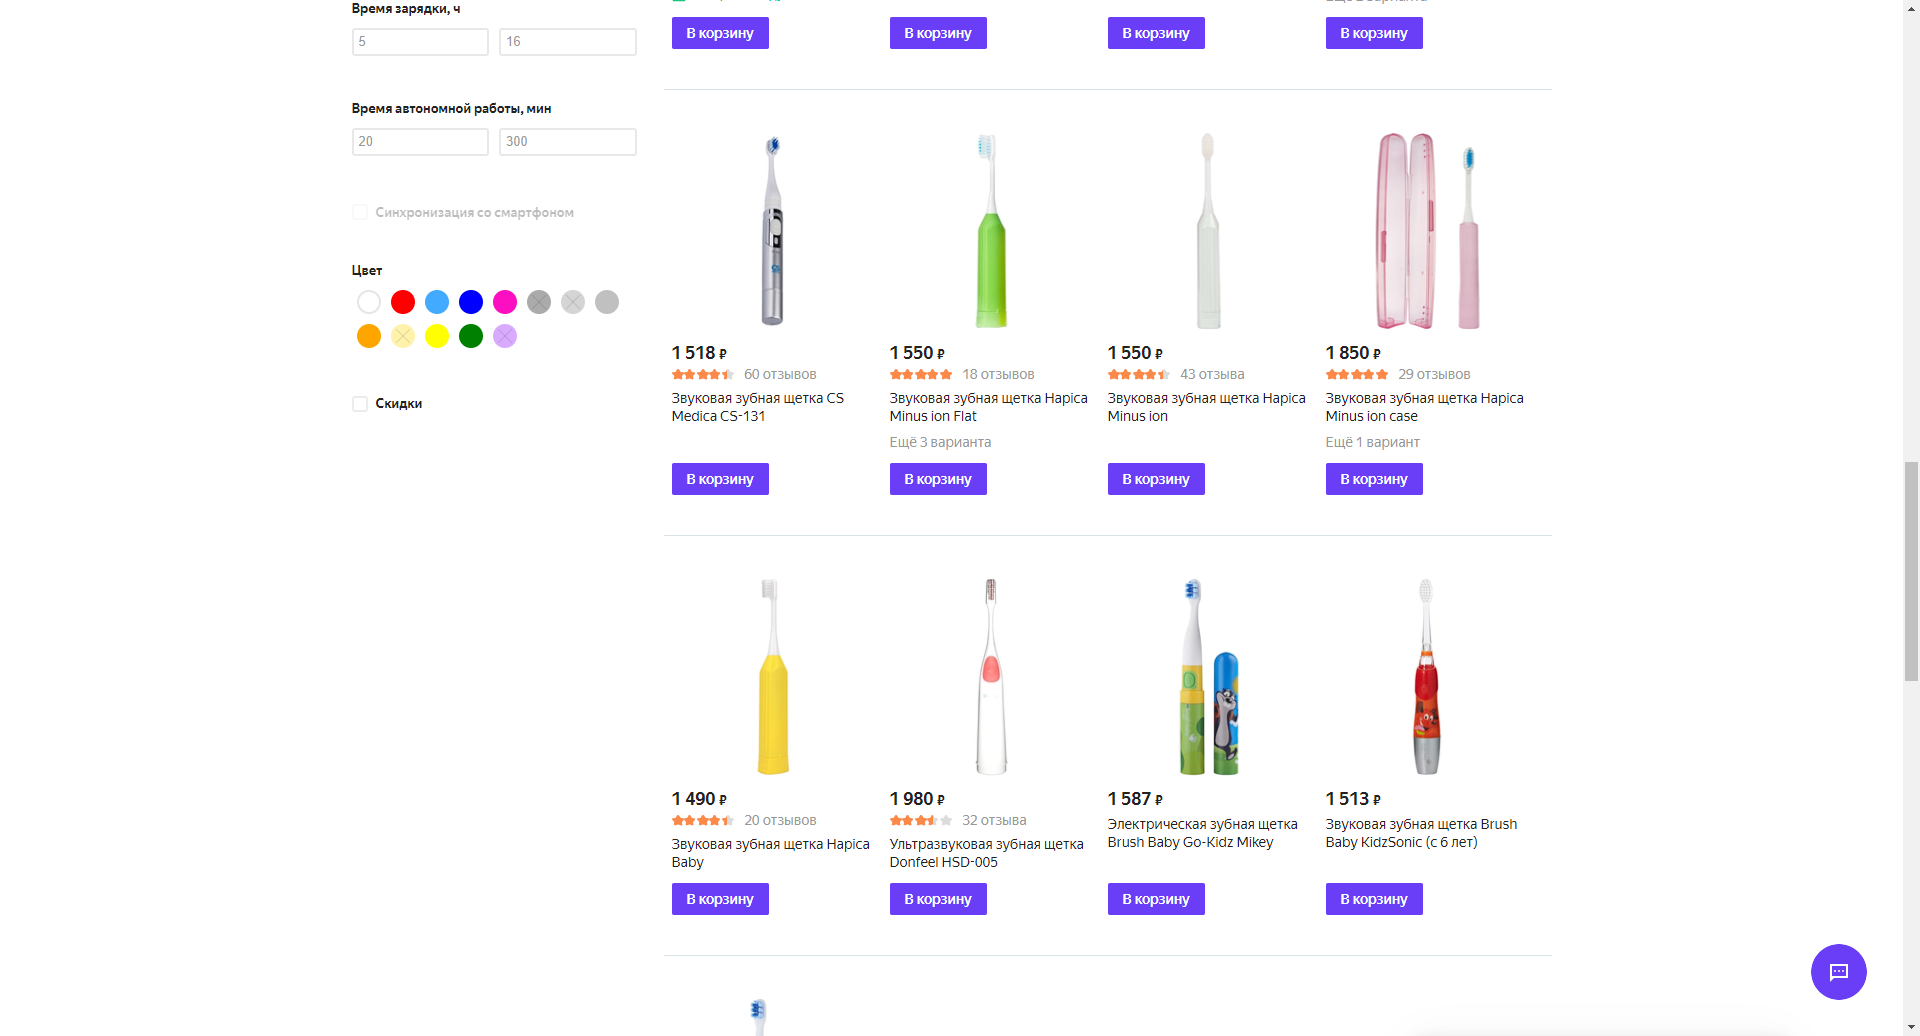 Время зарядки, ч
5
16
Время автономной работы, мин
20
300
Синхронизация со смартфоном
Цвет
Скидки
В корзину
В корзину
В корзину
В корзину
1 518 ₽
60 отзывов
Звуковая зубная щетка CS
Medica CS-131
В корзину
1 550 ₽
18 отзывов
Звуковая зубная щетка Hapica
Minus ion Flat
Ещё 3 варианта
В корзину
1 550 ₽
43 отзыва
Звуковая зубная щетка Hapica
Minus ion
В корзину
1 850 ₽
29 отзывов
Звуковая зубная щетка Hapica
Minus ion case
Ещё 1 вариант
В корзину
1 490 ₽
20 отзывов
Звуковая зубная щетка Hapica
Baby
В корзину
1 980 ₽
32 отзыва
Ультразвуковая зубная щетка
Donfeel HSD-005
В корзину
1 587 ₽
Электрическая зубная щетка
Brush Baby Go-Kidz Mikey
В корзину
1 513 ₽
Звуковая зубная щетка Brush
Baby KidzSonic (с 6 лет)
В корзину